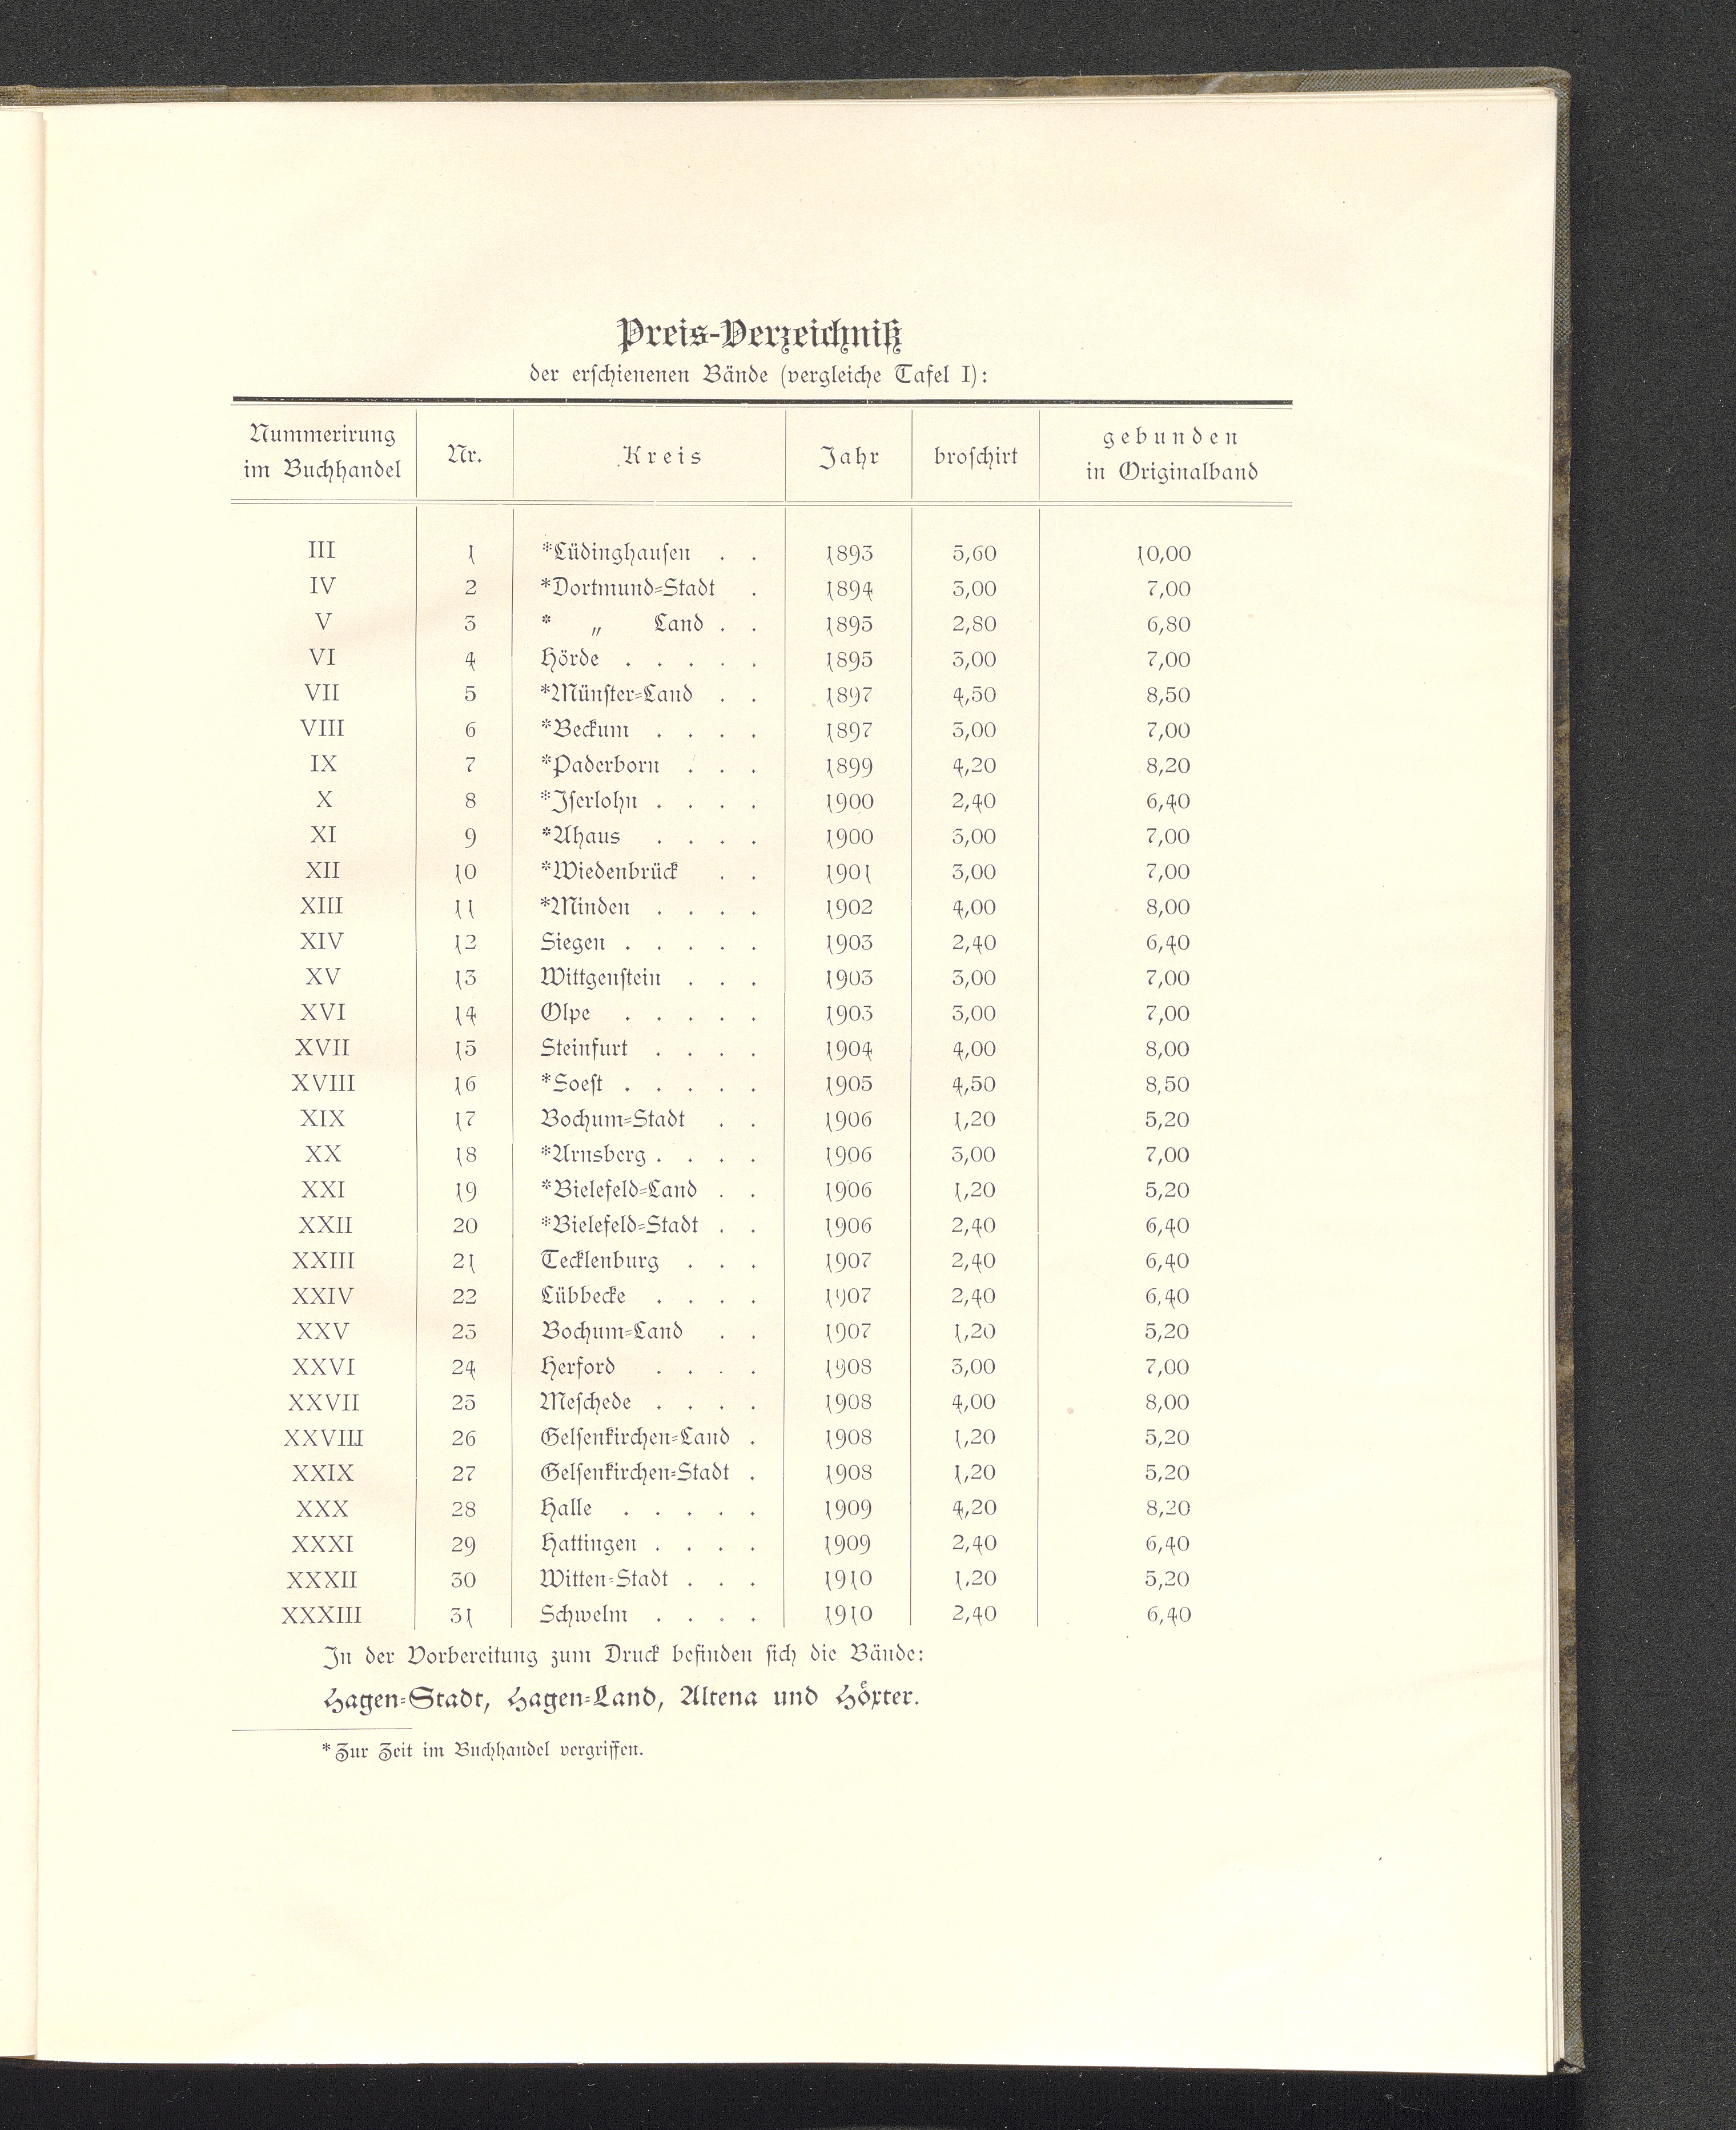 Preis-Verzeichniß
der erschienenen Bände (vergleiche Tafel I):
Nummerirung im Buchhandel Nr. Kreis Jahr broschirt gebunden in Originalband
III 1 *Lüdinghausen . . 1893 5,60 10,00
IV 2 *Dortmund-Stadt . 1894 3,00 7,00
V 3 * „ Land . . 1895 2,80 6,80
VI 4 Hörde . . . . . 1895 3,00 7,00
VII 5 *Münster-Land . . 1897 4,50 8,50
VIII 6 *Beckum . . . . 1897 3,00 7,00
IX 7 *Paderborn . . . 1899 4,20 8,20
X 8 *Iserlohn . . . . 1900 2,40 6,40
XI 9 *Ahaus . . . . 1900 3,00 7,00
XII 10 *Wiedenbrück . . 1901 3,00 7,00
XIII 11 *Minden . . . . 1902 4,00 8,00
XIV 12 Siegen . . . . . 1903 2,40 6,40
XV 13 Wittgenstein . . . 1903 3,00 7,00
XVI 14 Olpe . . . . . 1903 3,00 7,00
XVII 15 Steinfurt . . . . 1904 4,00 8,00
XVIII 16 *Soest . . . . . 1905 4,50 8,50
XIX 17 Bochum-Stadt . . 1906 1,20 5,20
XX 18 *Arnsberg . . . . 1906 3,00 7,00
XXI 19 *Bielefeld-Land . . 1906 1,20 5,20
XXII 20 *Bielefeld-Stadt . . 1906 2,40 6,40
XXIII 21 Tecklenburg . . . 1907 2,40 6,40
XXIV 22 Lübbecke . . . . 1907 2,40 6,40
XXV 23 Bochum-Land . . 1907 1,20 5,20
XXVI 24 Herford . . . . 1908 3,00 7,00
XXVII 25 Meschede . . . . 1908 4,00 8,00
XXVIII 26 Gelsenkirchen-Land . 1908 1,20 5,20
XXIX 27 Gelsenkirchen-Stadt . 1908 1,20 5,20
XXX 28 Halle . . . . . 1909 4,20 8,20
XXXI 29 Hattingen . . . . 1909 2,40 6,40
XXXII 30 Witten-Stadt . . . 1910 1,20 5,20
XXXIII 31 Schwelm . . . . 1910 2,40 6,40
In der Vorbereitung zum Druck befinden sich die Bände:
Hagen-Stadt, Hagen-Land, Altena und Höxter.
* Zur Zeit im Buchhandel vergriffen.